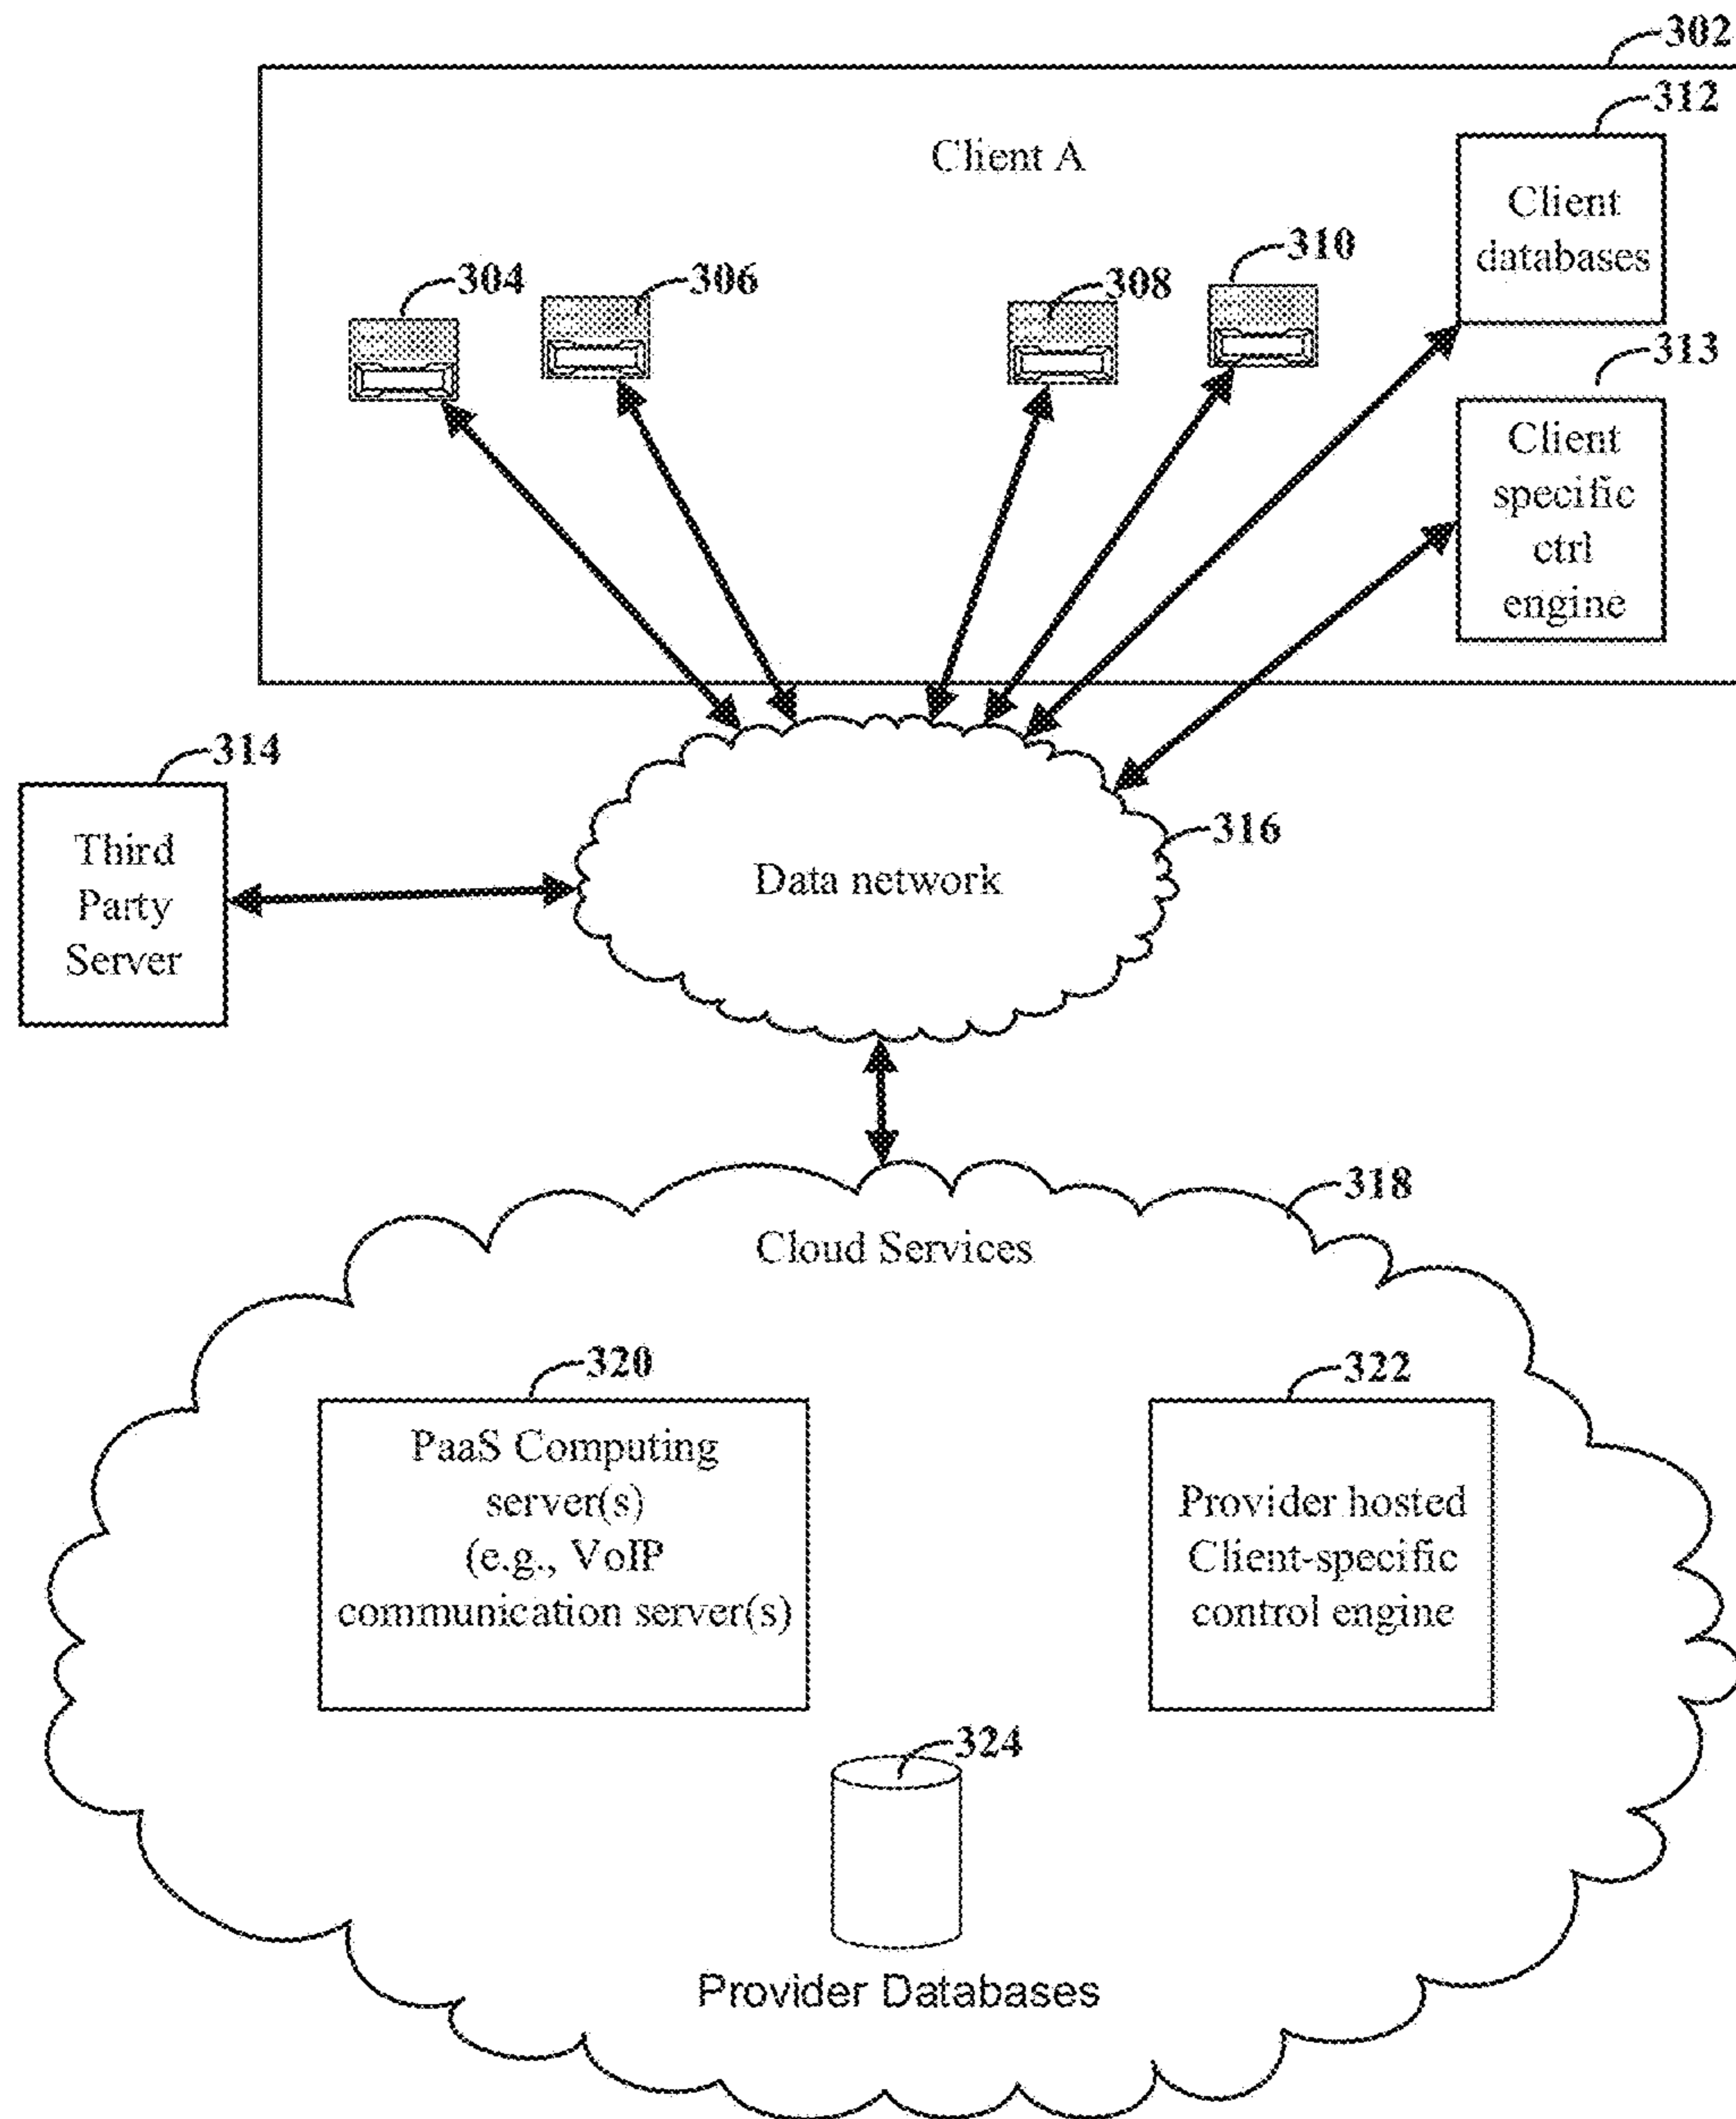 302
312
Client A
Client
databases
304
306
308
310
313
Client
specific
ctrl
engine
314
Third
Party
Server
316
Data network
318
Cloud Services
320
PaaS Computing
server(s)
(e.g., VoIP
communication server(s)
322
Provider hosted
Client-specific
control engine
324
Provider Databases